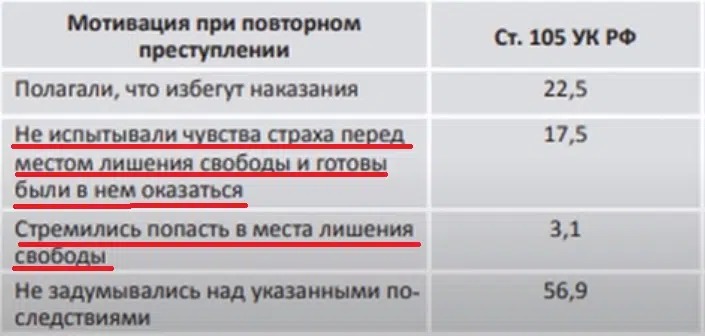 Мотивация при повторном
преступлении
Ст. 105 УК РФ
Полагали, что избегут наказания
22,5
Не испытывали чувства страха перед
местом лишения свободы и готовы
были в нем оказаться
17,5
Стремились попасть в места лишения
свободы
3,1
Не задумывались над указанными по-
следствиями
56,9